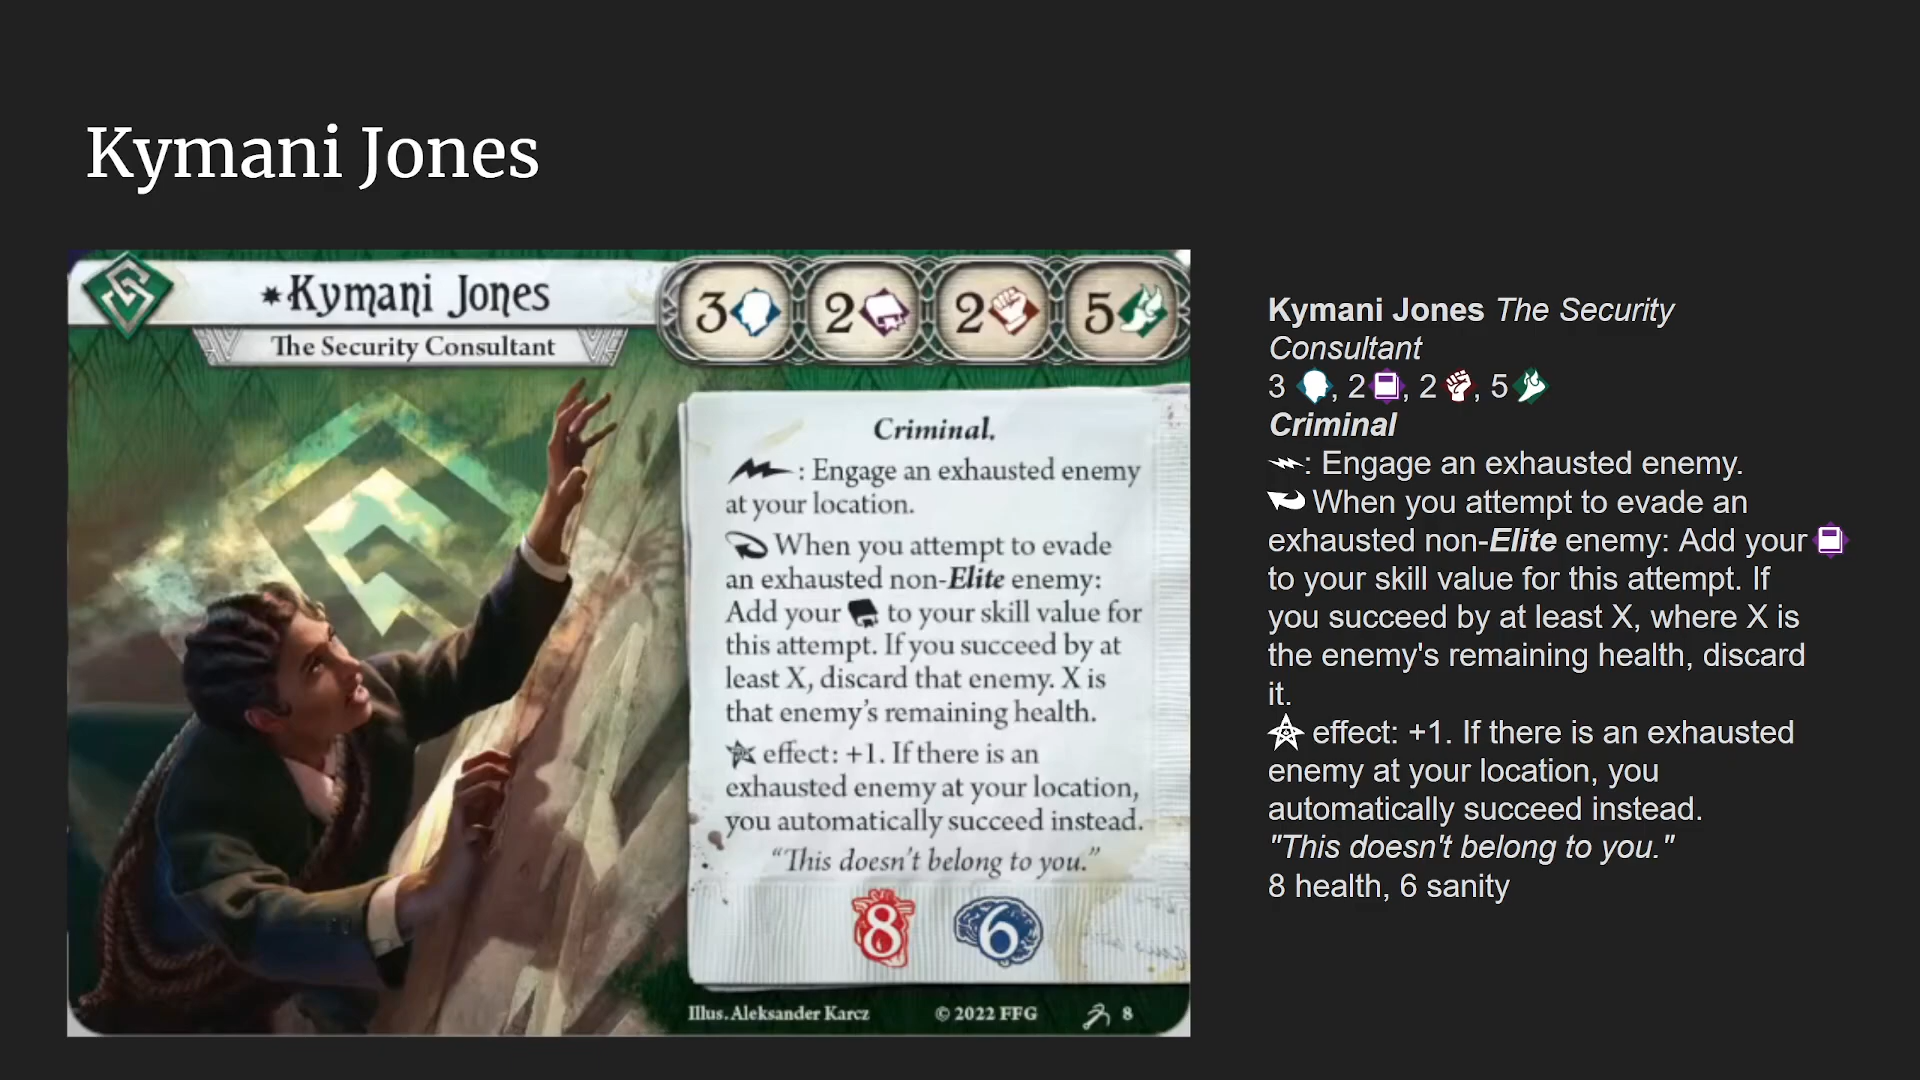 Kymani Jones
Kymani Jones
The Security Consultant
3 2 2 5
Criminal.
: Engage an exhausted enemy
at your location.
When you attempt to evade
an exhausted non-Elite enemy:
Add your to your skill value for
this attempt. If you succeed by at
least X, discard that enemy. X is
that enemy’s remaining health.
effect: +1. If there is an
exhausted enemy at your location,
you automatically succeed instead.
“This doesn’t belong to you.”
8 6
Illus. Aleksander Karcz © 2022 FFG 8
Kymani Jones The Security
Consultant
3 , 2 , 2 , 5
Criminal
: Engage an exhausted enemy.
When you attempt to evade an
exhausted non-Elite enemy: Add your
to your skill value for this attempt. If
you succeed by at least X, where X is
the enemy's remaining health, discard
it.
effect: +1. If there is an exhausted
enemy at your location, you
automatically succeed instead.
"This doesn't belong to you."
8 health, 6 sanity